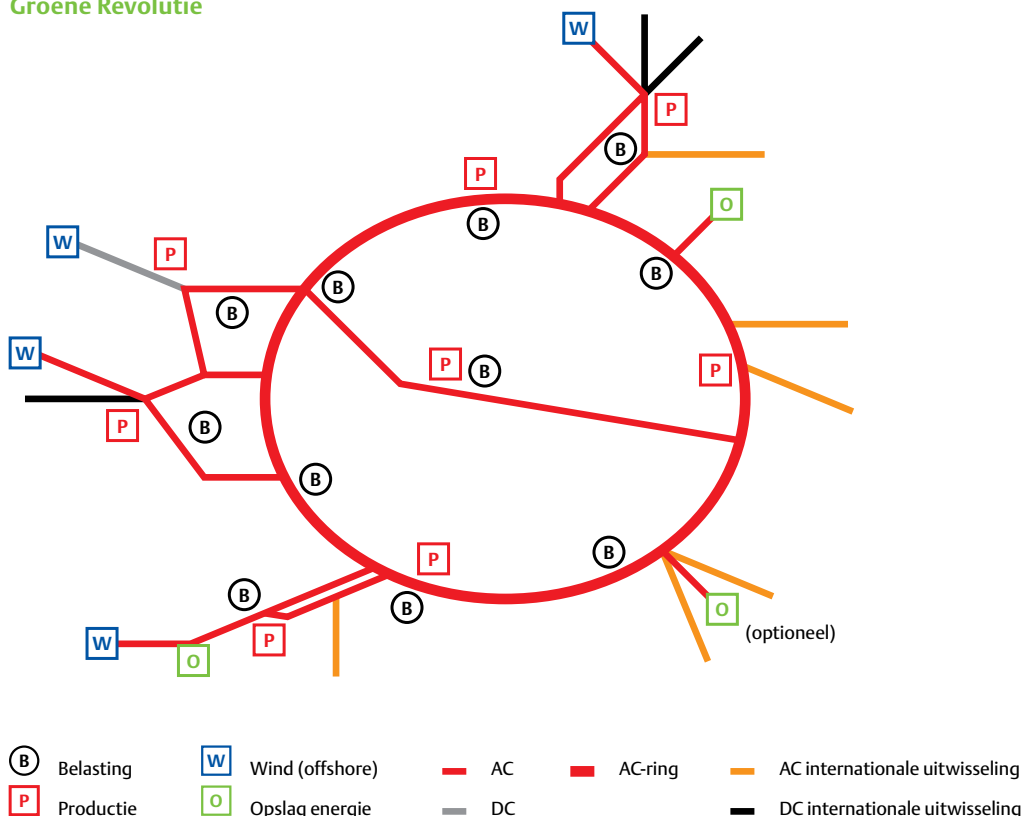 Groene Revolutie
W
P
B
P
B
O
B
W
P
B
B
W
P
B
P
P
B
B
P
B
B
B
W
O
P
B
O
(optioneel)
B Belasting
W Wind (offshore)
AC
AC-ring
AC internationale uitwisseling
P Productie
O Opslag energie
DC
DC internationale uitwisseling